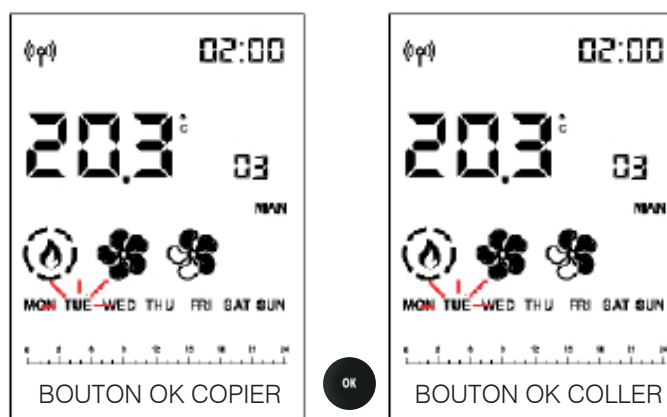 02:00
20.3 °C
03
MAN
MON TUE WED THU FRI SAT SUN
BOUTON OK COPIER
OK
02:00
20.3 °C
03
MAN
MON TUE WED THU FRI SAT SUN
BOUTON OK COLLER